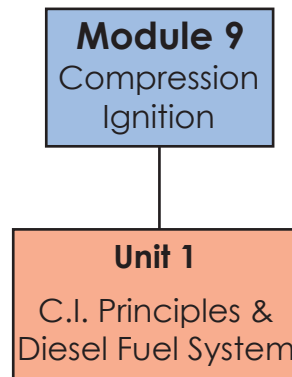 Module 9
Compression
Ignition
Unit 1
C.I. Principles &
Diesel Fuel System